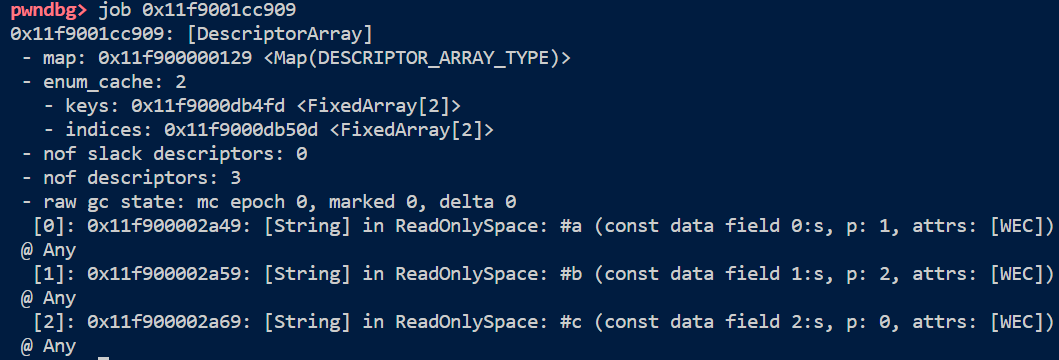 pwndbg> job 0x11f9001cc909
0x11f9001cc909: [DescriptorArray]
 - map: 0x11f900000129 <Map(DESCRIPTOR_ARRAY_TYPE)>
 - enum_cache: 2
   - keys: 0x11f9000db4fd <FixedArray[2]>
   - indices: 0x11f9000db50d <FixedArray[2]>
 - nof slack descriptors: 0
 - nof descriptors: 3
 - raw gc state: mc epoch 0, marked 0, delta 0
  [0]: 0x11f900002a49: [String] in ReadOnlySpace: #a (const data field 0:s, p: 1, attrs: [WEC])
 @ Any
  [1]: 0x11f900002a59: [String] in ReadOnlySpace: #b (const data field 1:s, p: 2, attrs: [WEC])
 @ Any
  [2]: 0x11f900002a69: [String] in ReadOnlySpace: #c (const data field 2:s, p: 0, attrs: [WEC])
 @ Any